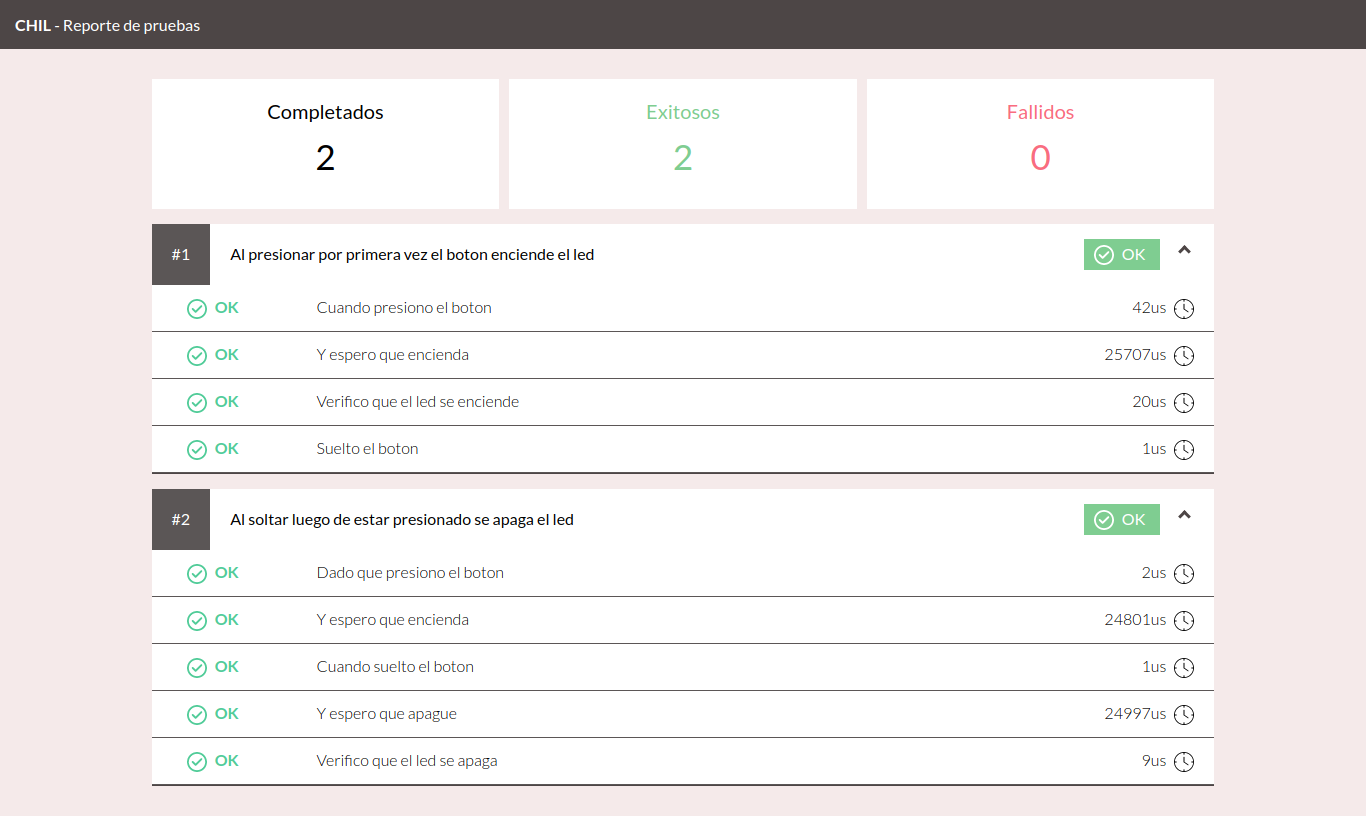 CHIL - Reporte de pruebas
Completados
2
Exitosos
2
Fallidos
0
#1 Al presionar por primera vez el boton enciende el led OK
OK Cuando presiono el boton 42us
OK Y espero que encienda 25707us
OK Verifico que el led se enciende 20us
OK Suelto el boton 1us
#2 Al soltar luego de estar presionado se apaga el led OK
OK Dado que presiono el boton 2us
OK Y espero que encienda 24801us
OK Cuando suelto el boton 1us
OK Y espero que apague 24997us
OK Verifico que el led se apaga 9us